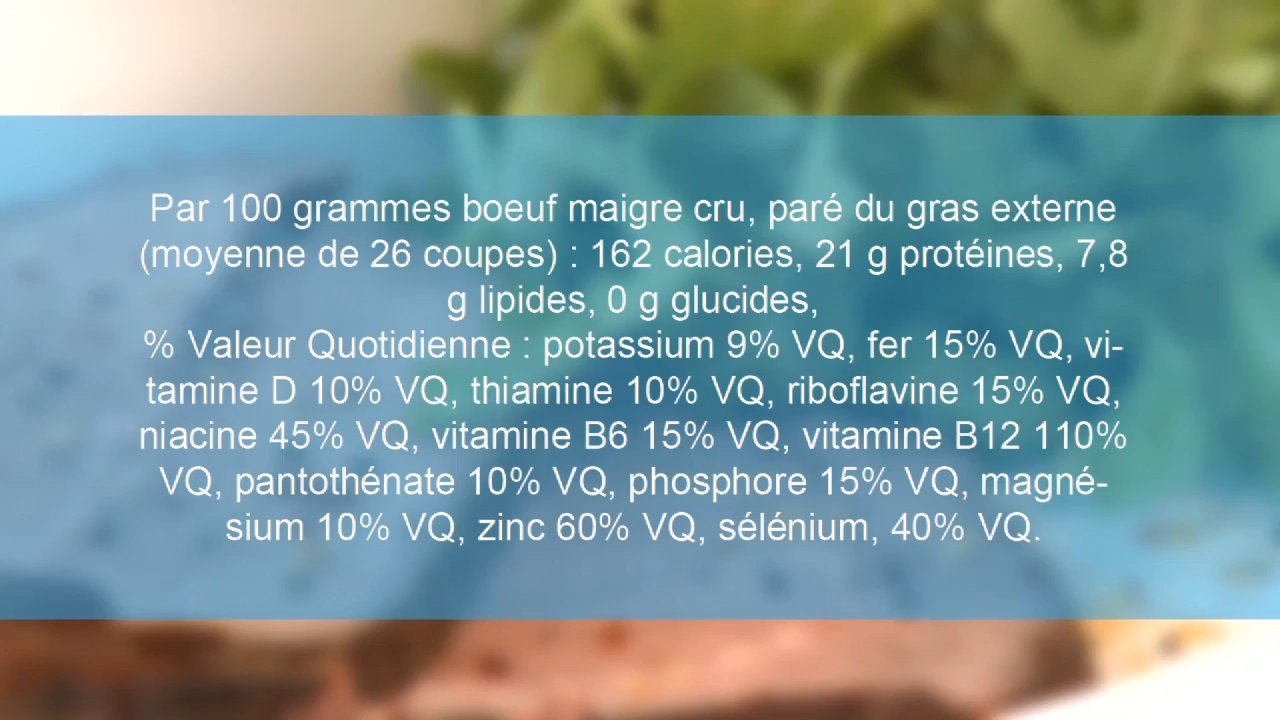 Par 100 grammes boeuf maigre cru, paré du gras externe
(moyenne de 26 coupes) : 162 calories, 21 g protéines, 7,8
g lipides, 0 g glucides,
% Valeur Quotidienne : potassium 9% VQ, fer 15% VQ, vi-
tamine D 10% VQ, thiamine 10% VQ, riboflavine 15% VQ,
niacine 45% VQ, vitamine B6 15% VQ, vitamine B12 110%
VQ, pantothénate 10% VQ, phosphore 15% VQ, magné-
sium 10% VQ, zinc 60% VQ, sélénium, 40% VQ.